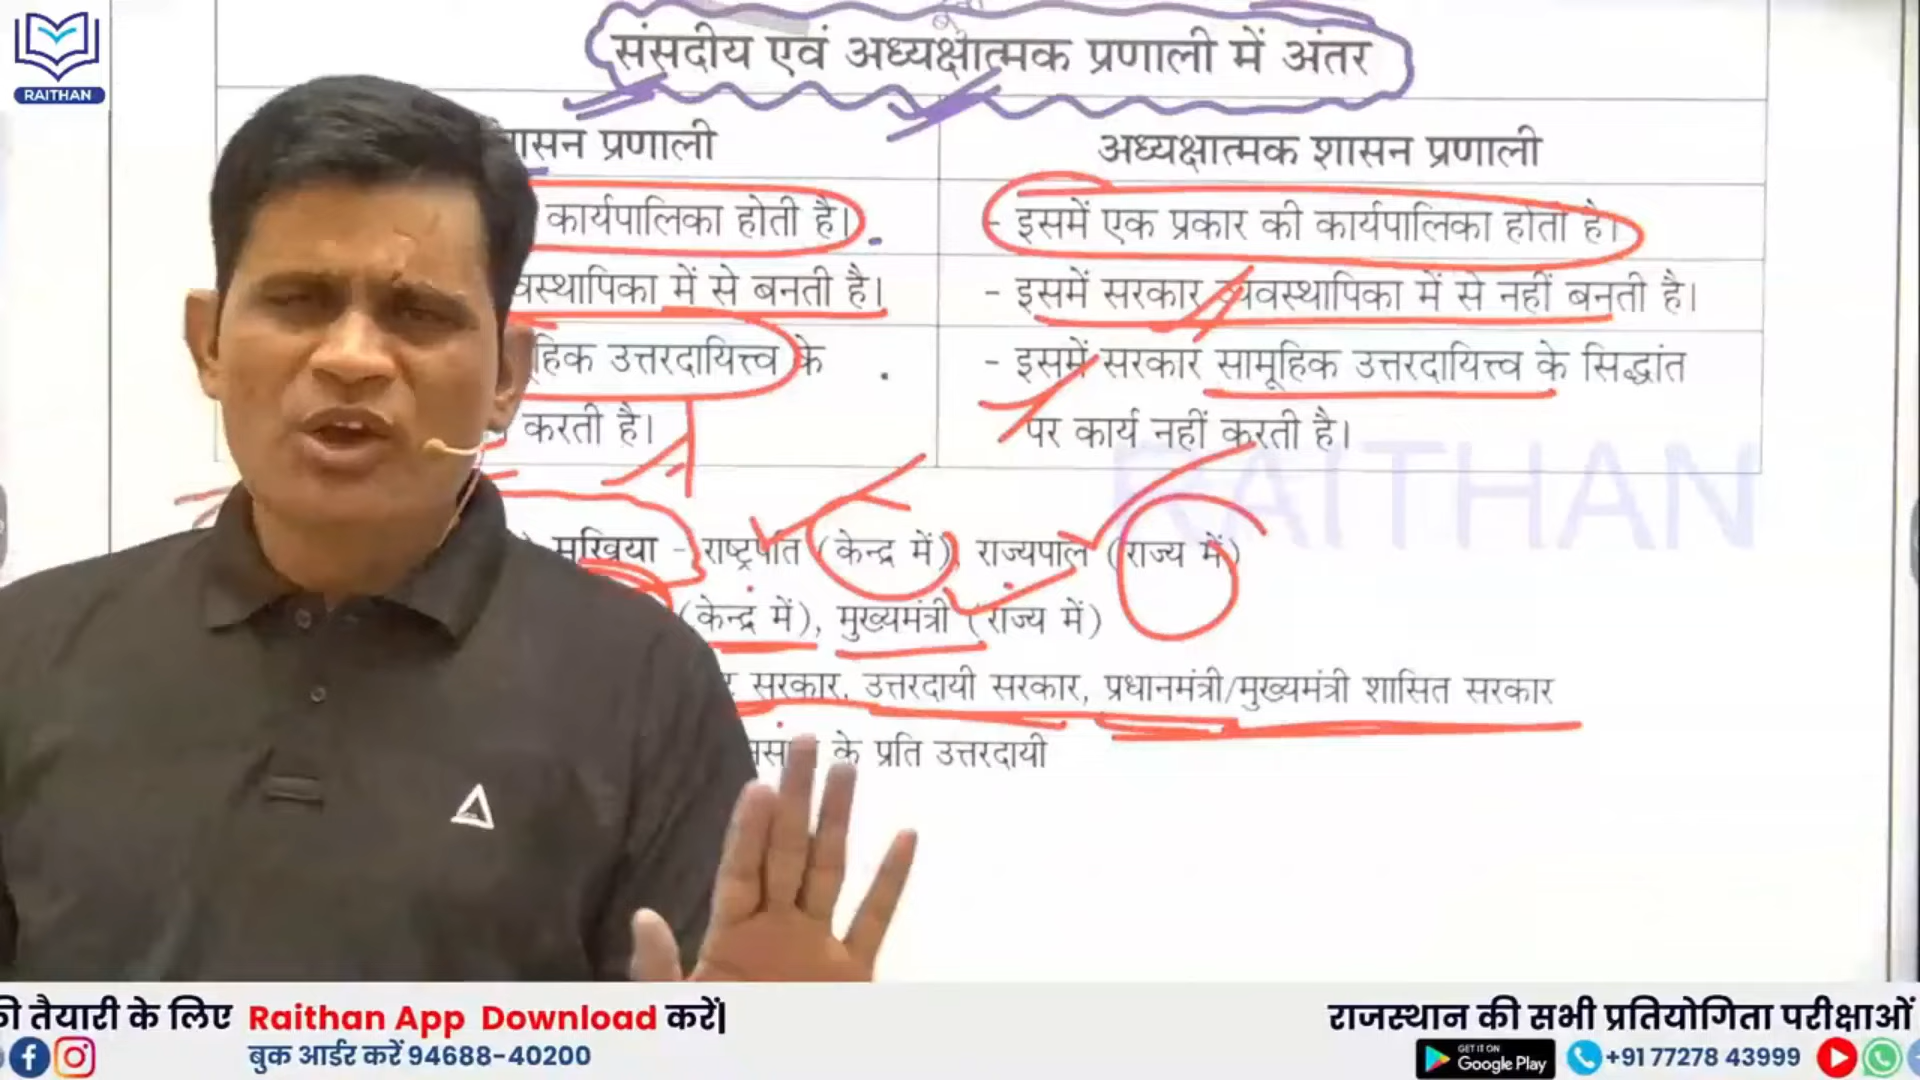 RAITHAN
संसदीय एवं अध्यक्षात्मक प्रणाली में अंतर
शासन प्रणाली
अध्यक्षात्मक शासन प्रणाली
कार्यपालिका होती है।
- इसमें एक प्रकार की कार्यपालिका होती है।
में से बनती है।
- इसमें सरकार व्यवस्थापिका में से नहीं बनती है।
उत्तरदायित्त्व के
- इसमें सरकार सामूहिक उत्तरदायित्त्व के सिद्धांत
करती है।
पर कार्य नहीं करती है।
RAITHAN
मुखिया - राष्ट्रपति (केन्द्र में), राज्यपाल (राज्य में)
(केन्द्र में), मुख्यमंत्री (राज्य में)
सरकार, उत्तरदायी सरकार, प्रधानमंत्री/मुख्यमंत्री शासित सरकार
के प्रति उत्तरदायी
की तैयारी के लिए Raithan App Download करें|
राजस्थान की सभी प्रतियोगिता परीक्षाओं
बुक आर्डर करें 94688-40200
GET IT ON
Google Play
+91 77278 43999